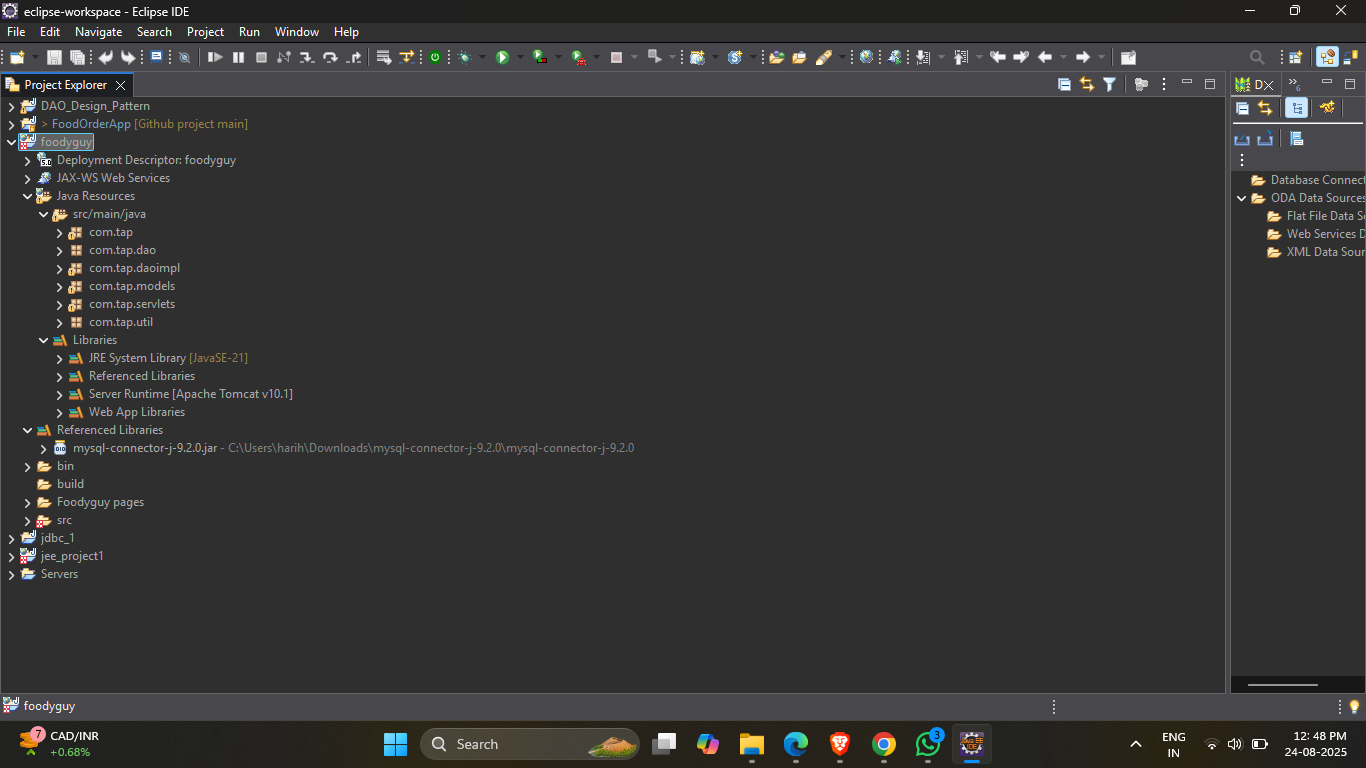 eclipse-workspace - Eclipse IDE
File Edit Navigate Search Project Run Window Help
Project Explorer
DAO_Design_Pattern
> FoodOrderApp [Github project main]
foodyguy
Deployment Descriptor: foodyguy
JAX-WS Web Services
Java Resources
src/main/java
com.tap
com.tap.dao
com.tap.daoimpl
com.tap.models
com.tap.servlets
com.tap.util
Libraries
JRE System Library [JavaSE-21]
Referenced Libraries
Server Runtime [Apache Tomcat v10.1]
Web App Libraries
Referenced Libraries
mysql-connector-j-9.2.0.jar - C:\Users\harih\Downloads\mysql-connector-j-9.2.0\mysql-connector-j-9.2.0
bin
build
Foodyguy pages
src
jdbc_1
jee_project1
Servers
D
6
Database Connect
ODA Data Sources
Flat File Data S
Web Services D
XML Data Sour
foodyguy
7
CAD/INR
+0.68%
Search
3
ENG
IN
12:48 PM
24-08-2025